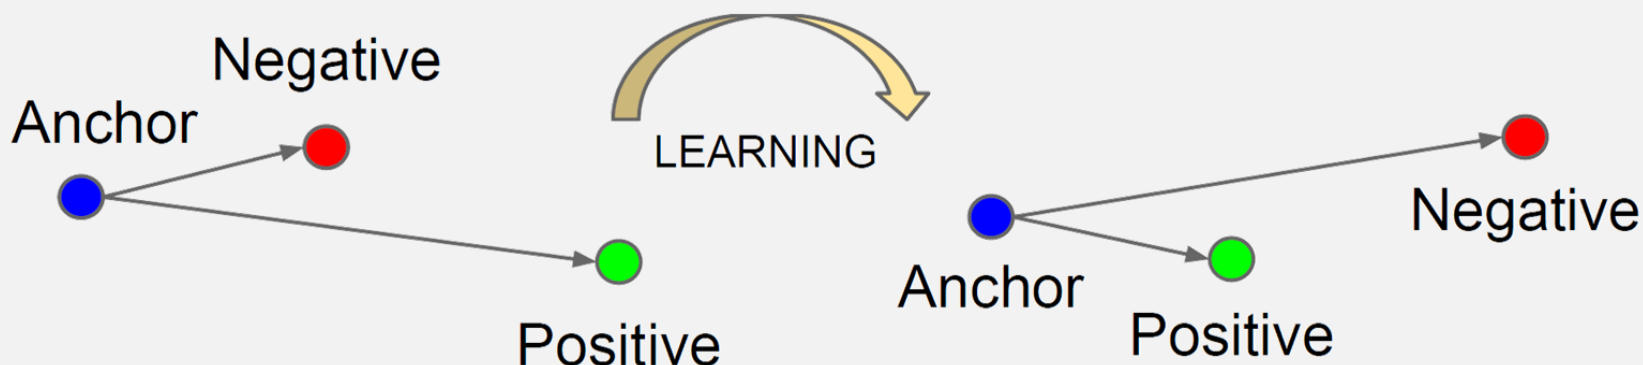 Negative
Anchor
Positive
LEARNING
Negative
Anchor
Positive